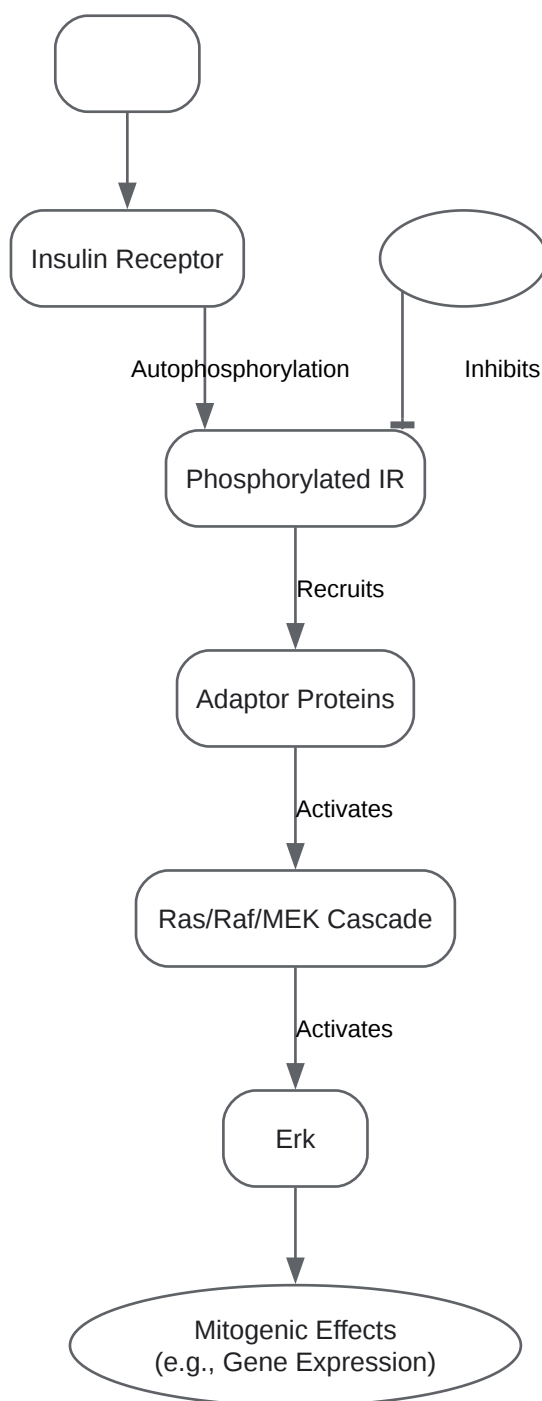 Insulin Receptor
Autophosphorylation
Inhibits
Phosphorylated IR
Recruits
Adaptor Proteins
Activates
Ras/Raf/MEK Cascade
Activates
Erk
Mitogenic Effects
(e.g., Gene Expression)